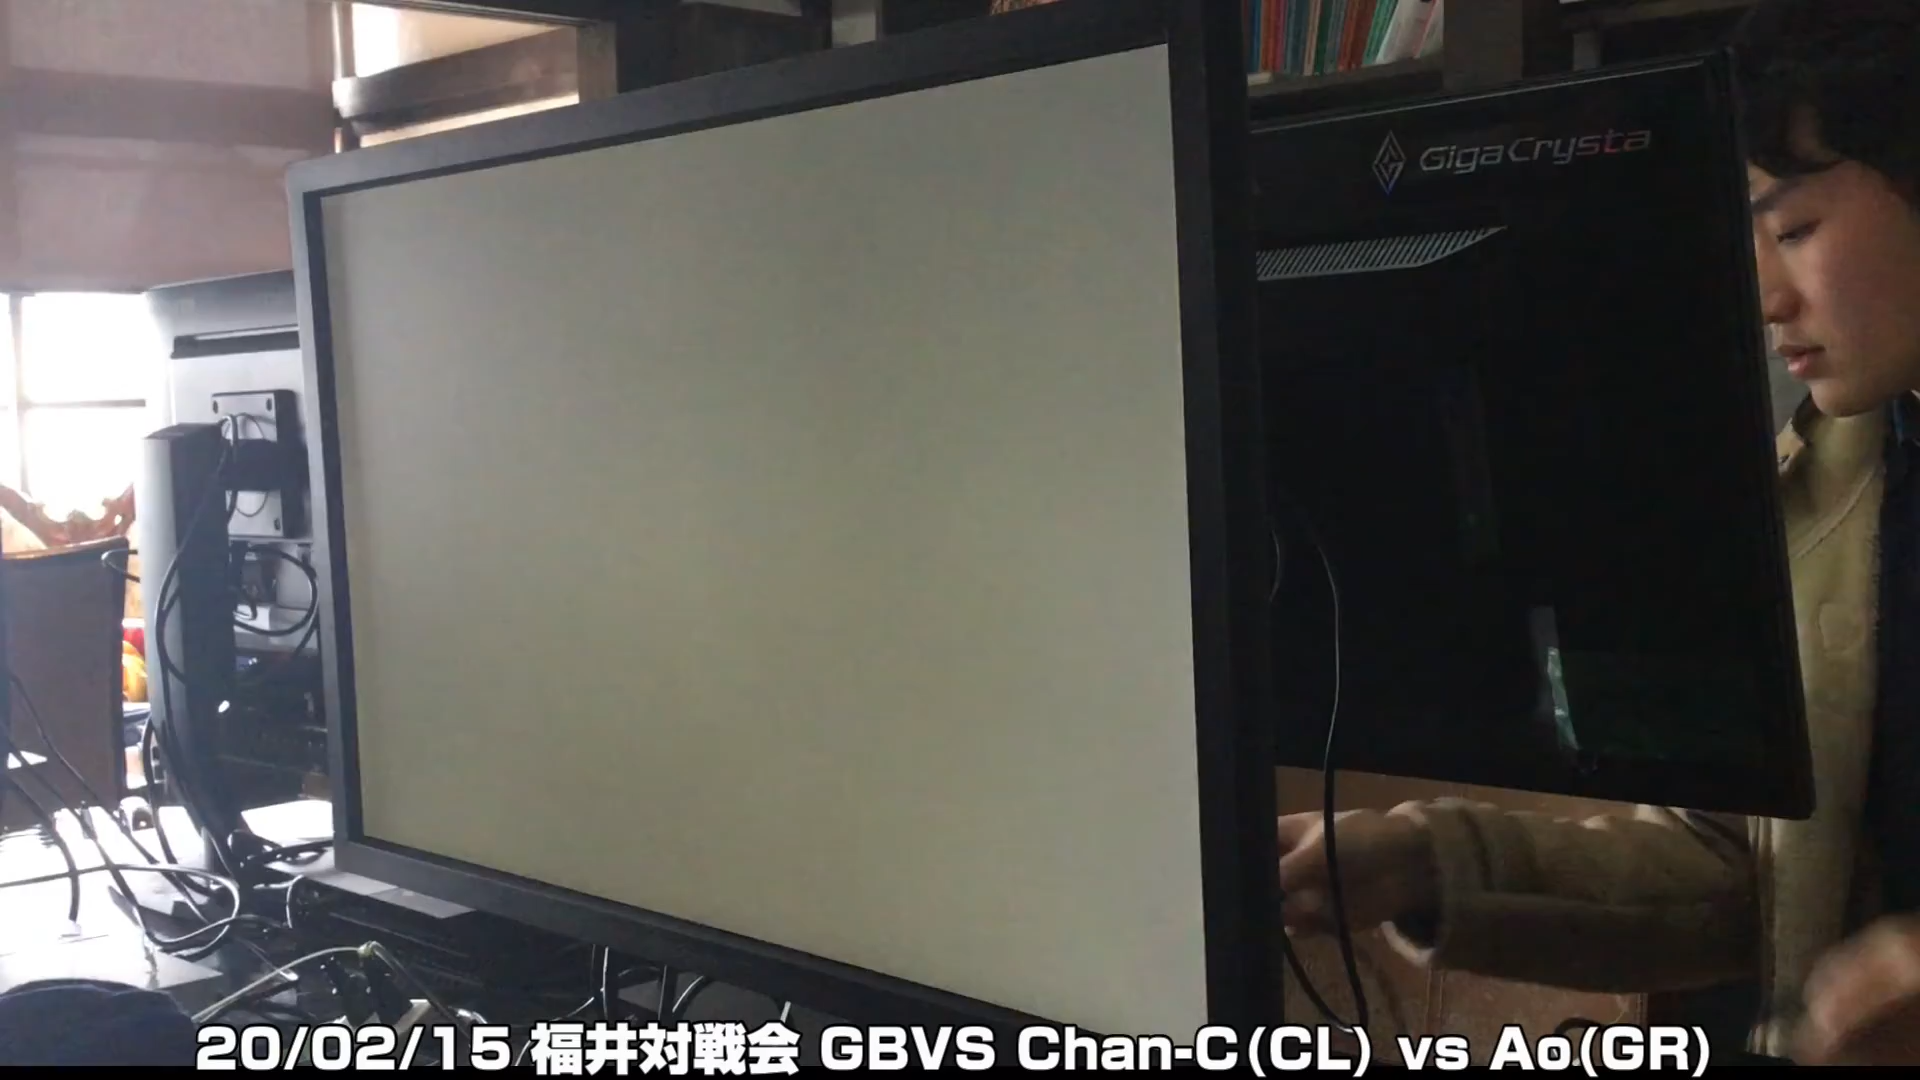 GigaCrysta
20/02/15 福井対戦会 GBVS Chan-C(CL) vs Ao(GR)